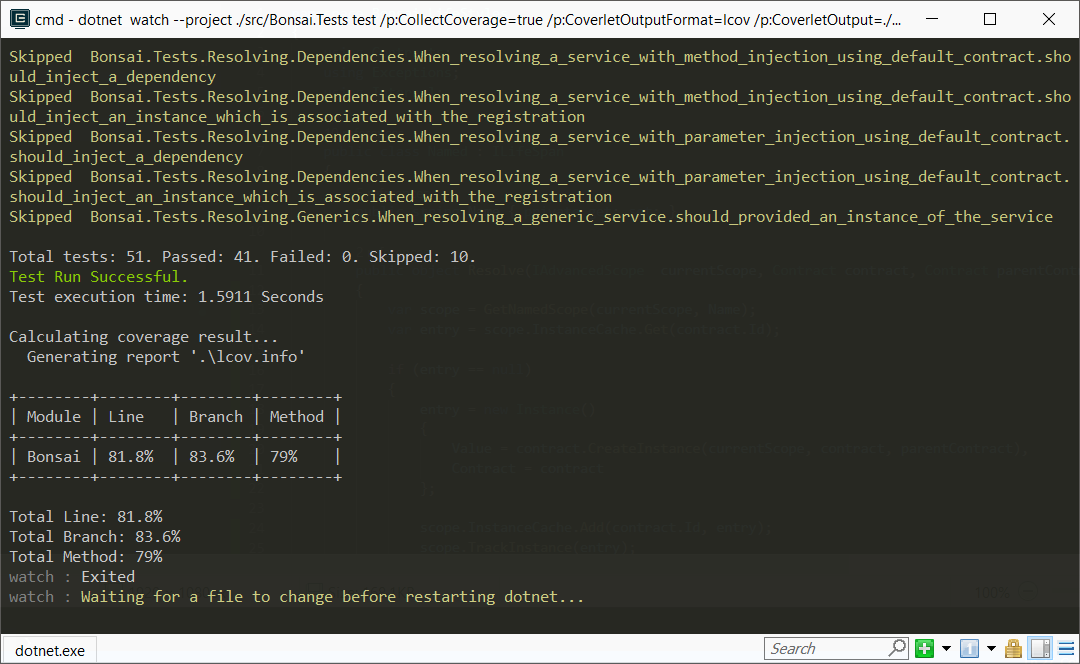 cmd - dotnet  watch --project ./src/Bonsai.Tests test /p:CollectCoverage=true /p:CoverletOutputFormat=lcov /p:CoverletOutput=./...
Skipped  Bonsai.Tests.Resolving.Dependencies.When_resolving_a_service_with_method_injection_using_default_contract.sho
uld_inject_a_dependency
Skipped  Bonsai.Tests.Resolving.Dependencies.When_resolving_a_service_with_method_injection_using_default_contract.sho
uld_inject_an_instance_which_is_associated_with_the_registration
Skipped  Bonsai.Tests.Resolving.Dependencies.When_resolving_a_service_with_parameter_injection_using_default_contract.
should_inject_a_dependency
Skipped  Bonsai.Tests.Resolving.Dependencies.When_resolving_a_service_with_parameter_injection_using_default_contract.
should_inject_an_instance_which_is_associated_with_the_registration
Skipped  Bonsai.Tests.Resolving.Generics.When_resolving_a_generic_service.should_provided_an_instance_of_the_service
Total tests: 51. Passed: 41. Failed: 0. Skipped: 10.
Test Run Successful.
Test execution time: 1.5911 Seconds
Calculating coverage result...
  Generating report '.\lcov.info'
+--------+--------+--------+--------+
| Module | Line   | Branch | Method |
+--------+--------+--------+--------+
| Bonsai | 81.8%  | 83.6%  | 79%    |
+--------+--------+--------+--------+
Total Line: 81.8%
Total Branch: 83.6%
Total Method: 79%
watch : Exited
watch : Waiting for a file to change before restarting dotnet...
dotnet.exe
Search